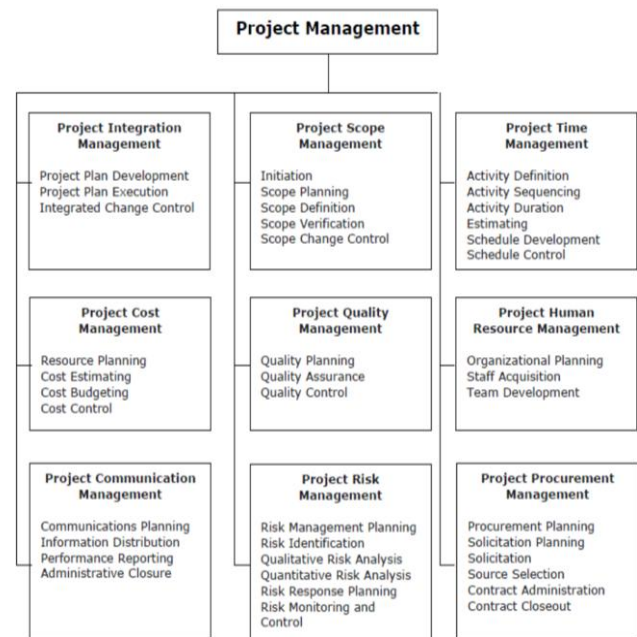 Project Management
Project Integration
Management
Project Plan Development
Project Plan Execution
Integrated Change Control
Project Scope
Management
Initiation
Scope Planning
Scope Definition
Scope Verification
Scope Change Control
Project Time
Management
Activity Definition
Activity Sequencing
Activity Duration
Estimating
Schedule Development
Schedule Control
Project Cost
Management
Resource Planning
Cost Estimating
Cost Budgeting
Cost Control
Project Quality
Management
Quality Planning
Quality Assurance
Quality Control
Project Human
Resource Management
Organizational Planning
Staff Acquisition
Team Development
Project Communication
Management
Communications Planning
Information Distribution
Performance Reporting
Administrative Closure
Project Risk
Management
Risk Management Planning
Risk Identification
Qualitative Risk Analysis
Quantitative Risk Analysis
Risk Response Planning
Risk Monitoring and
Control
Project Procurement
Management
Procurement Planning
Solicitation Planning
Solicitation
Source Selection
Contract Administration
Contract Closeout